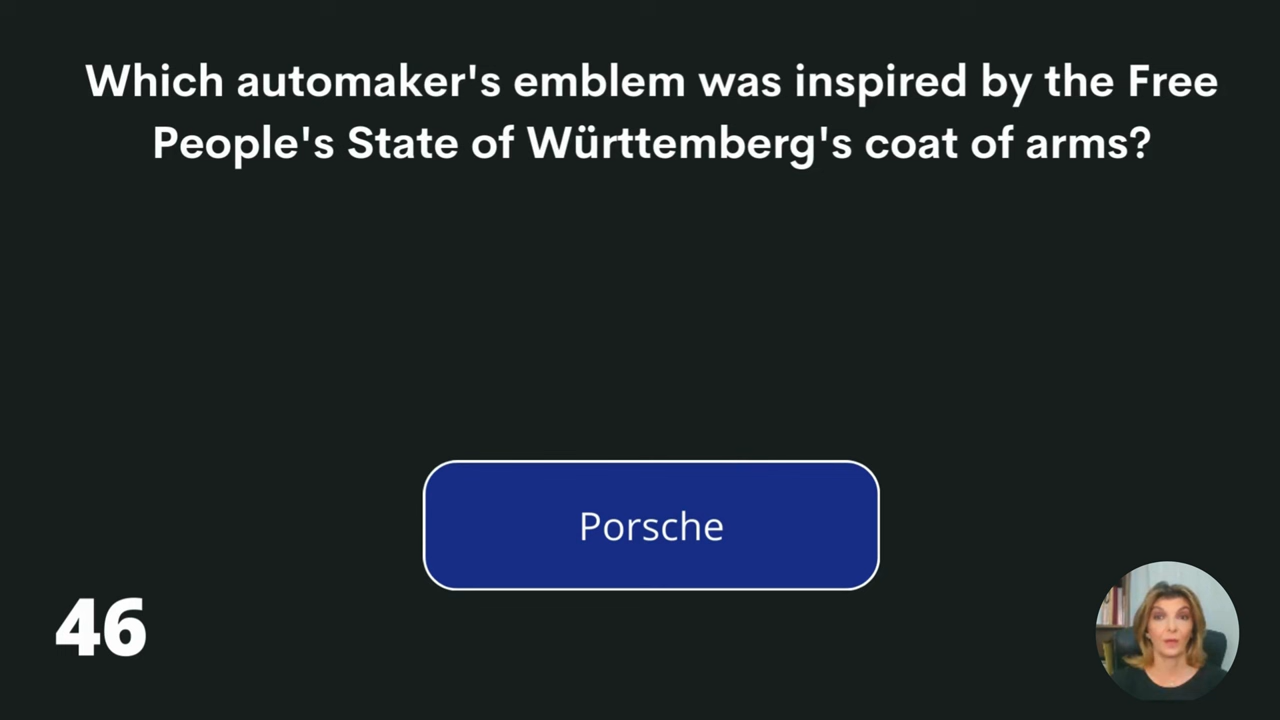 Which automaker's emblem was inspired by the Free
People's State of Württemberg's coat of arms?
Porsche
46